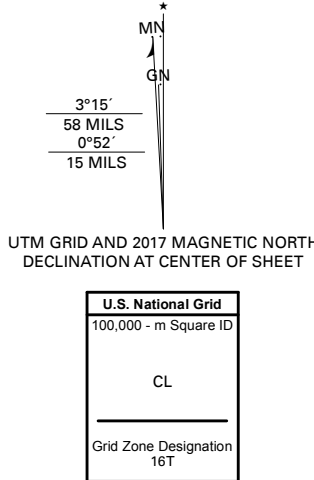 MN
GN
3°15´
58 MILS
0°52´
15 MILS
UTM GRID AND 2017 MAGNETIC NORTH
DECLINATION AT CENTER OF SHEET
U.S. National Grid
100,000 - m Square ID
CL
Grid Zone Designation
16T